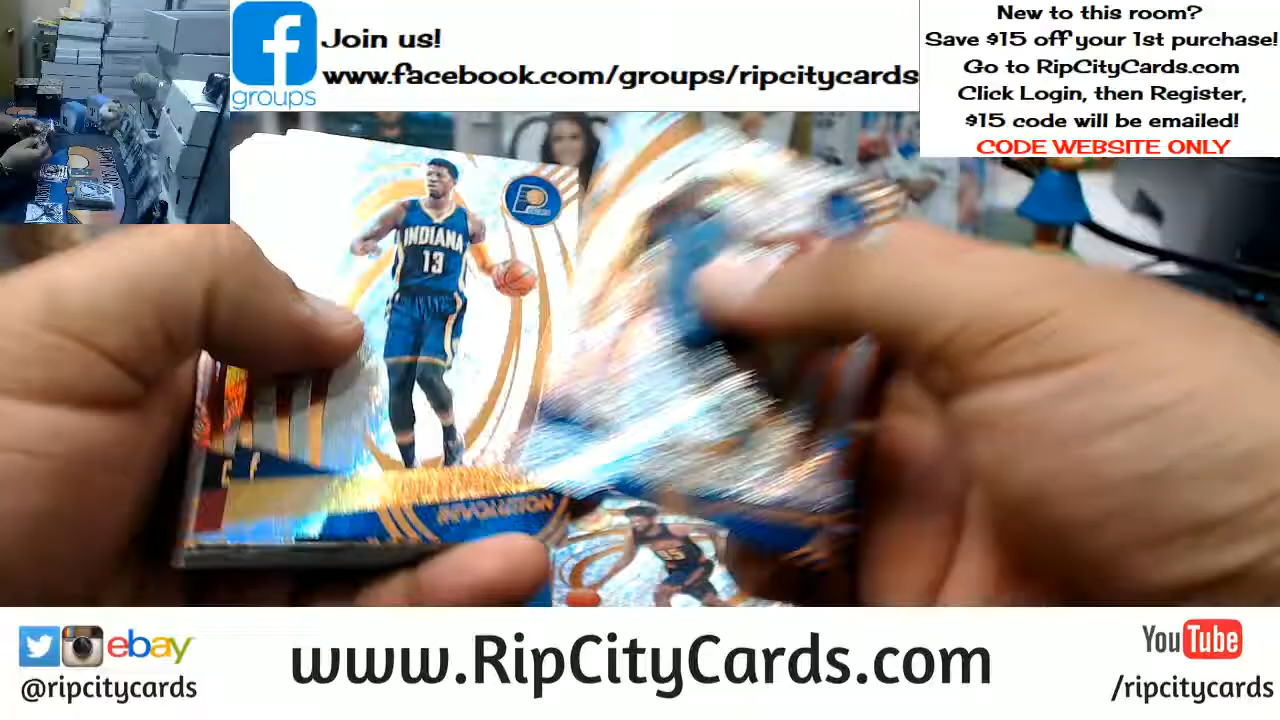 Join us!
www.facebook.com/groups/ripcitycards
groups
New to this room?
Save $15 off your 1st purchase!
Go to RipCityCards.com
Click Login, then Register,
$15 code will be emailed!
CODE WEBSITE ONLY
INDIANA
13
ebay
@ripcitycards
www.RipCityCards.com
YouTube
/ripcitycards